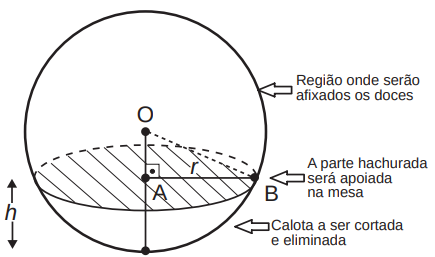 Região onde serão
afixados os doces
O
r
A
B
A parte hachurada
será apoiada
na mesa
h
Calota a ser cortada
e eliminada